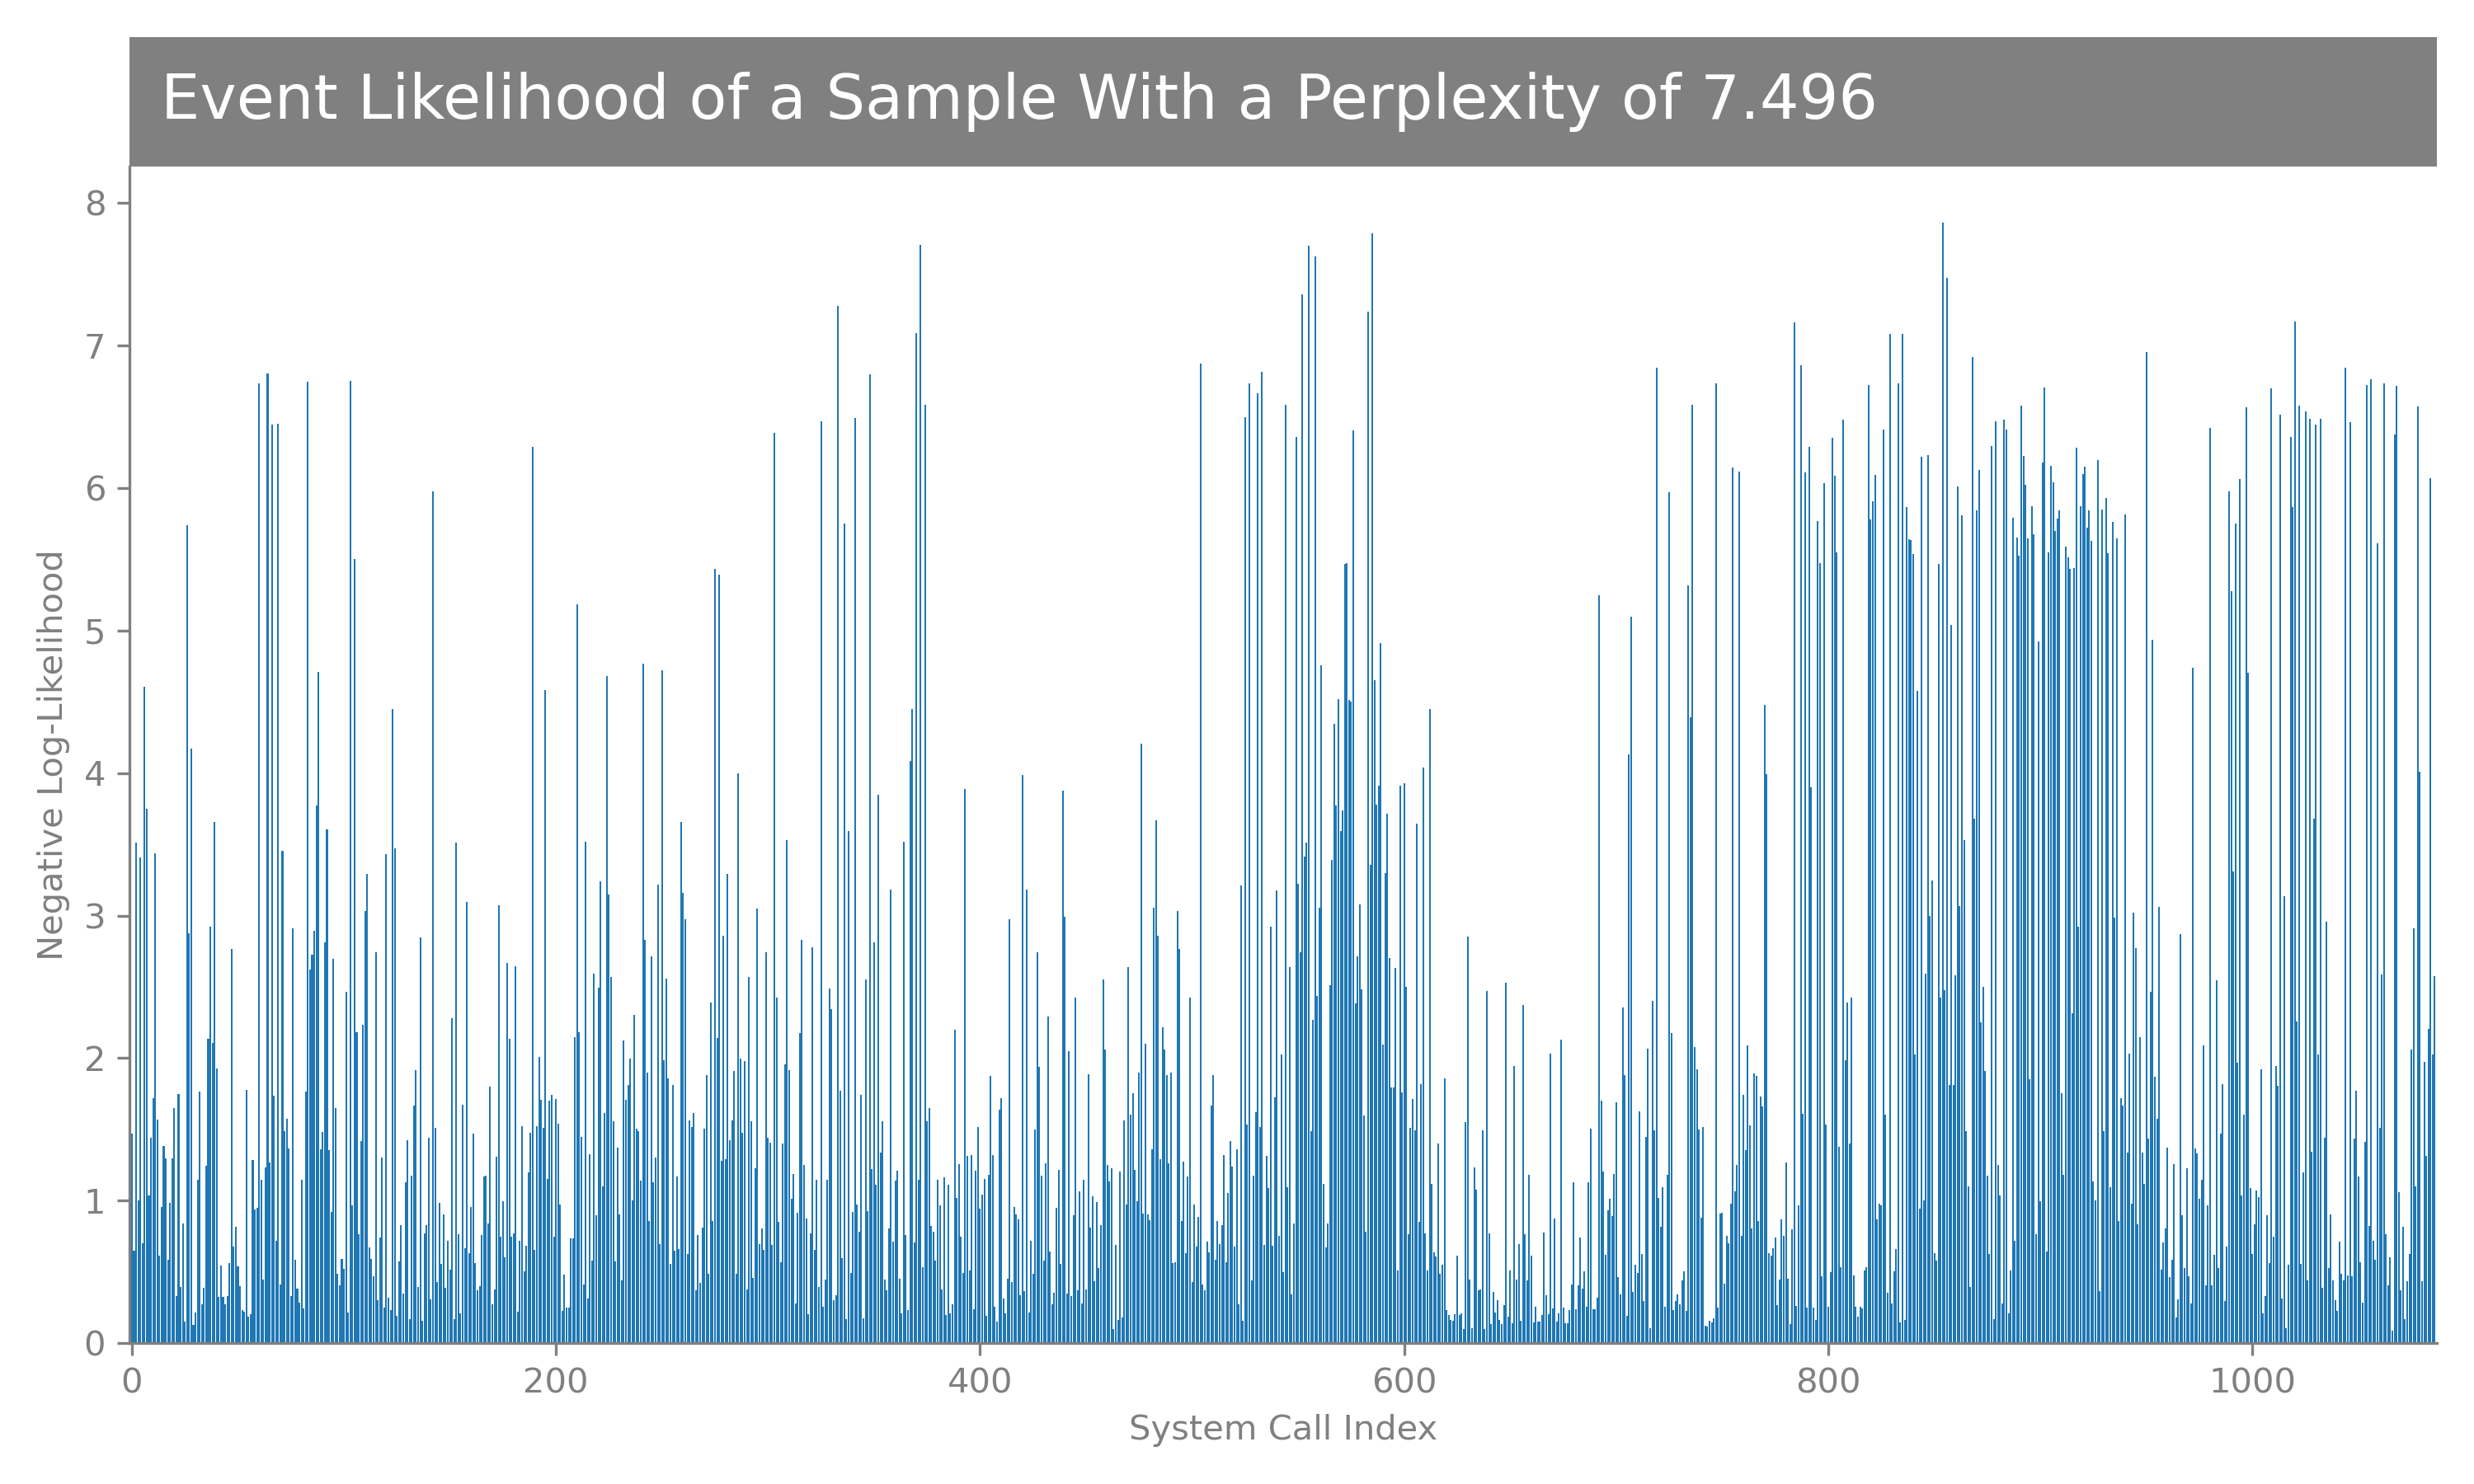 Event Likelihood of a Sample With a Perplexity of 7.496
8
7
6
5
4
3
2
1
0
Negative Log-Likelihood
0 200 400 600 800 1000
System Call Index